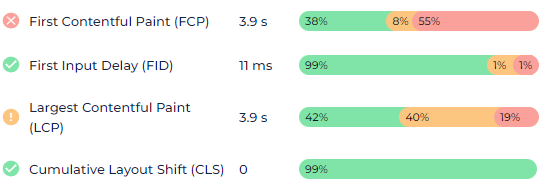 First Contentful Paint (FCP) 3.9 s 38% 8% 55%
First Input Delay (FID) 11 ms 99% 1% 1%
Largest Contentful Paint
(LCP) 3.9 s 42% 40% 19%
Cumulative Layout Shift (CLS) 0 99%